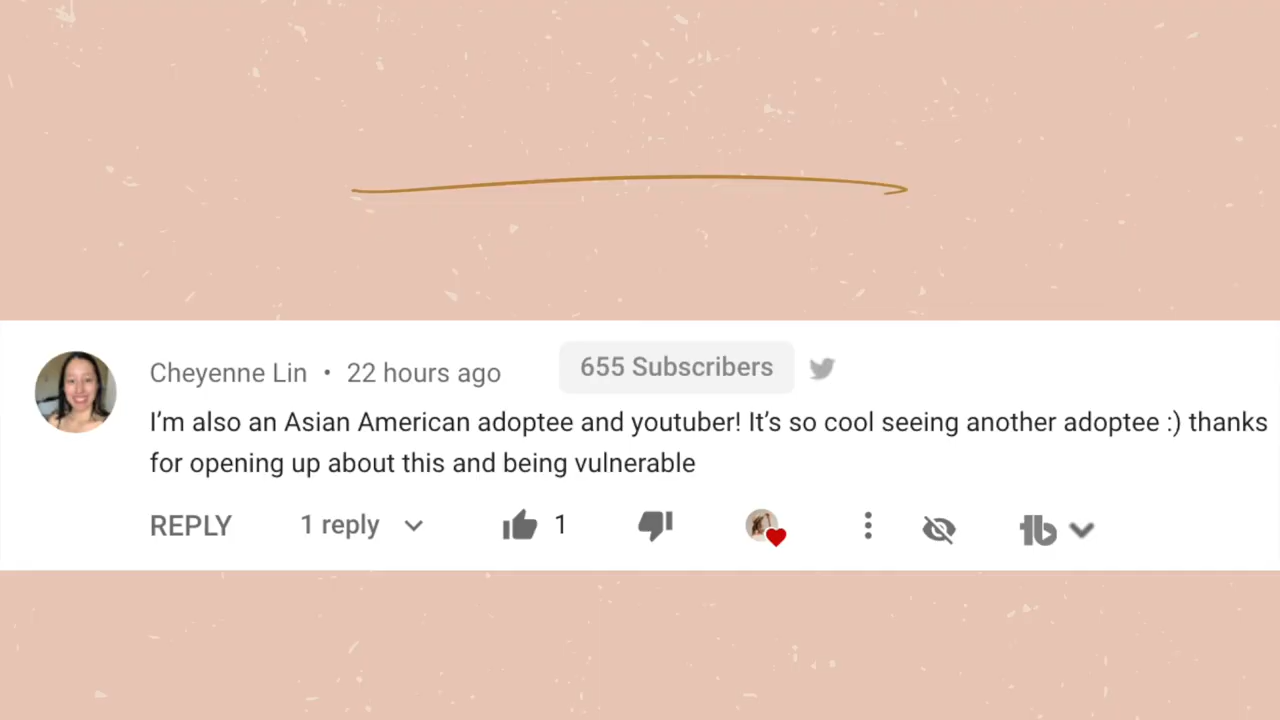 Cheyenne Lin • 22 hours ago 655 Subscribers
I’m also an Asian American adoptee and youtuber! It’s so cool seeing another adoptee :) thanks
for opening up about this and being vulnerable
REPLY 1 reply 1